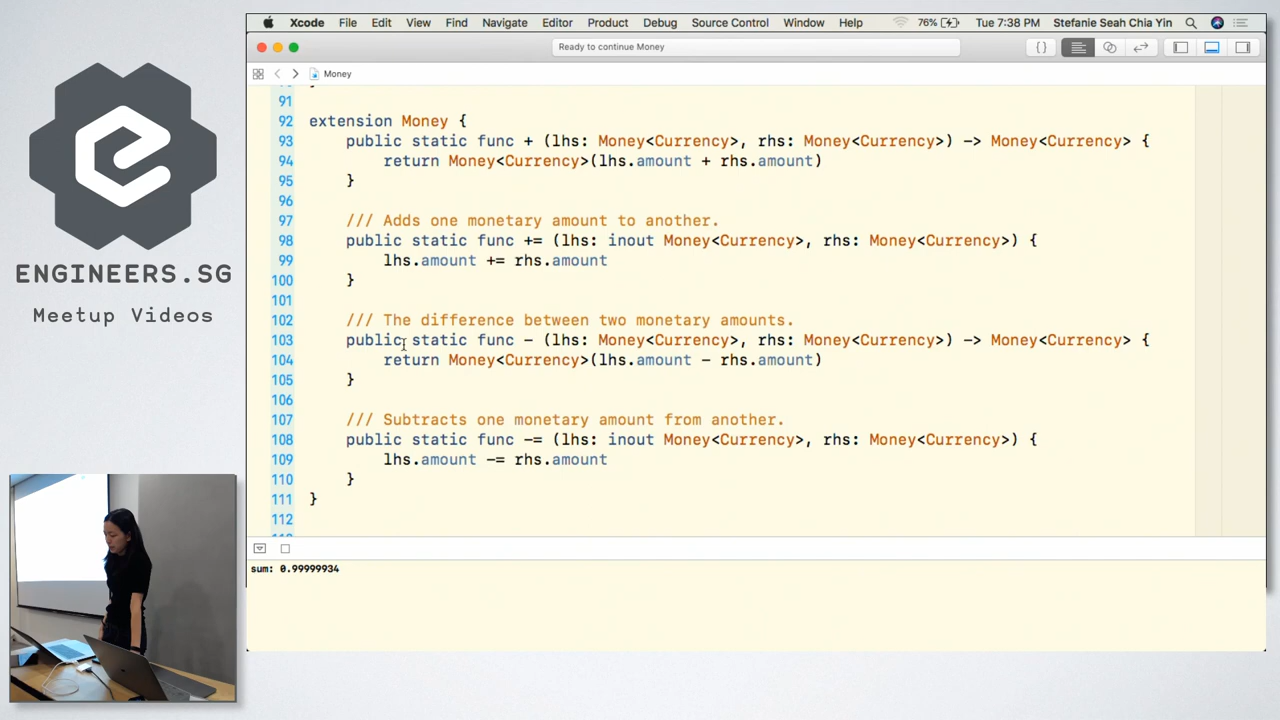 Xcode File Edit View Find Navigate Editor Product Debug Source Control Window Help 76% Tue 7:38 PM Stefanie Seah Chia Yin
Ready to continue Money
{}
Money
91
92 extension Money {
93 public static func + (lhs: Money<Currency>, rhs: Money<Currency>) -> Money<Currency> {
94 return Money<Currency>(lhs.amount + rhs.amount)
95 }
96
97 /// Adds one monetary amount to another.
98 public static func += (lhs: inout Money<Currency>, rhs: Money<Currency>) {
99 lhs.amount += rhs.amount
100 }
101
102 /// The difference between two monetary amounts.
103 public static func - (lhs: Money<Currency>, rhs: Money<Currency>) -> Money<Currency> {
104 return Money<Currency>(lhs.amount - rhs.amount)
105 }
106
107 /// Subtracts one monetary amount from another.
108 public static func -= (lhs: inout Money<Currency>, rhs: Money<Currency>) {
109 lhs.amount -= rhs.amount
110 }
111 }
112
sum: 0.99999934
ENGINEERS.SG
Meetup Videos